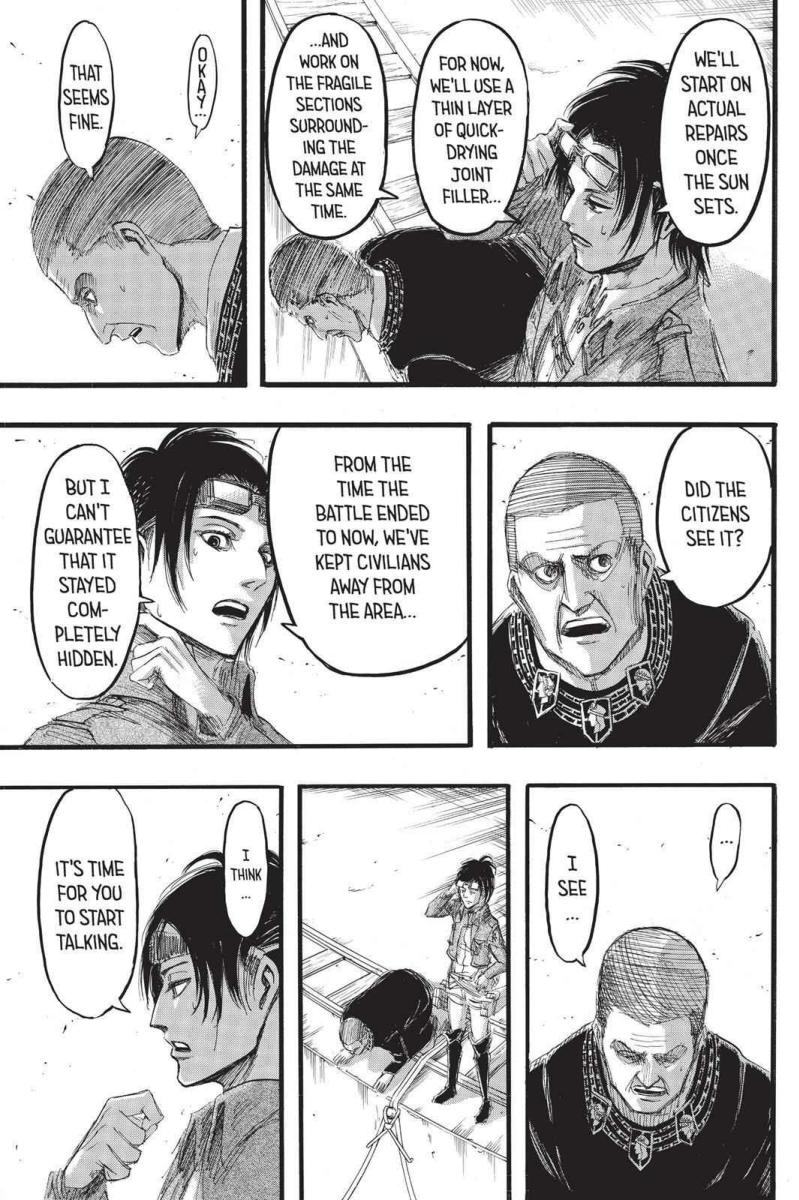 WE'LL
START ON
ACTUAL
REPAIRS
ONCE
THE SUN
SETS.
FOR NOW,
WE'LL USE A
THIN LAYER
OF QUICK-
DRYING
JOINT
FILLER...
...AND
WORK ON
THE FRAGILE
SECTIONS
SURROUND-
ING THE
DAMAGE AT
THE SAME
TIME.
OKAY...
THAT
SEEMS
FINE.
DID THE
CITIZENS
SEE IT?
FROM THE
TIME THE
BATTLE ENDED
TO NOW, WE'VE
KEPT CIVILIANS
AWAY FROM
THE AREA...
BUT I
CAN'T
GUARANTEE
THAT IT
STAYED
COM-
PLETELY
HIDDEN.
...
I
SEE
...
I
THINK
...
IT'S TIME
FOR YOU
TO START
TALKING.